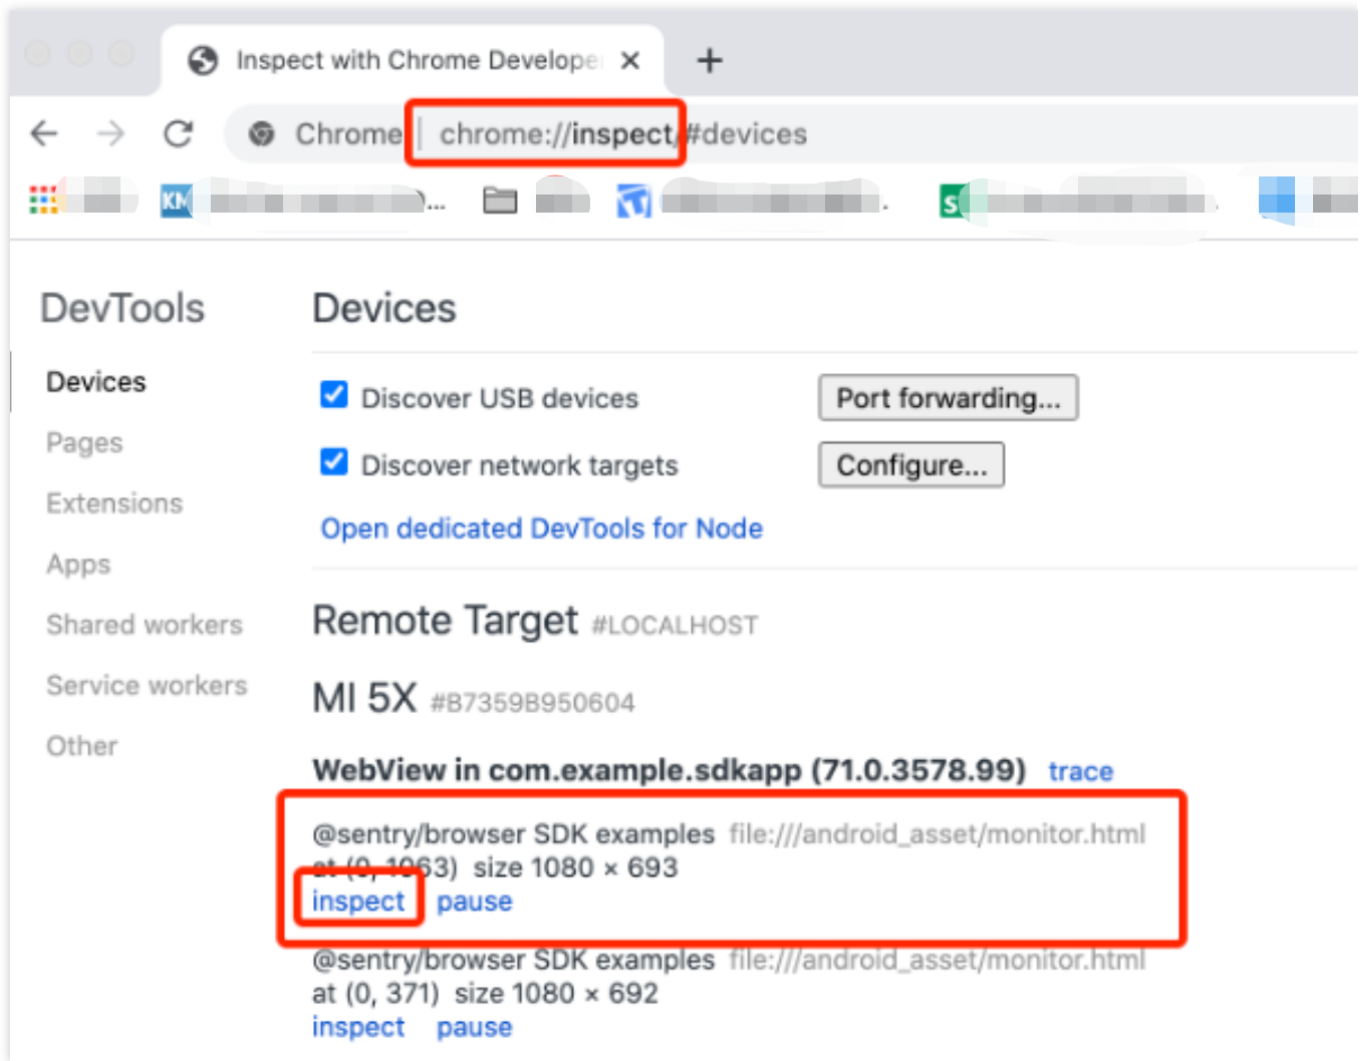 Inspect with Chrome Develope
Chrome | chrome://inspect/#devices
KM ...
S
DevTools
Devices
Devices
Discover USB devices Port forwarding...
Pages
Discover network targets Configure...
Extensions
Open dedicated DevTools for Node
Apps
Remote Target #LOCALHOST
Shared workers
Service workers
MI 5X #B7359B950604
Other
WebView in com.example.sdkapp (71.0.3578.99) trace
@sentry/browser SDK examples file:///android_asset/monitor.html
at (0, 1063) size 1080 × 693
inspect pause
@sentry/browser SDK examples file:///android_asset/monitor.html
at (0, 371) size 1080 × 692
inspect pause